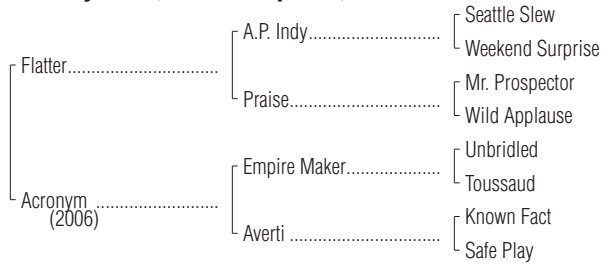 Seattle Slew
A.P. Indy
Weekend Surprise
Flatter
Mr. Prospector
Praise
Wild Applause
Unbridled
Empire Maker
Toussaud
Acronym
(2006)
Known Fact
Averti
Safe Play